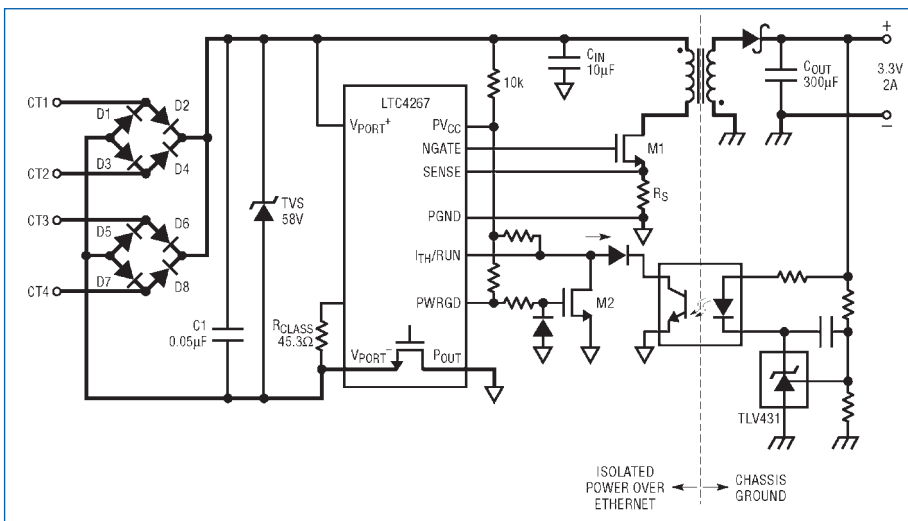 CT1
CT2
CT3
CT4
D1
D2
D3
D4
D5
D6
D7
D8
C1
0.05µF
TVS
58V
RCLASS
45.3Ω
LTC4267
VPORT+
PVCC
NGATE
SENSE
PGND
ITH/RUN
PWRGD
VPORT–
POUT
10k
CIN
10µF
M1
RS
M2
COUT
300µF
+
3.3V
2A
–
TLV431
ISOLATED
POWER OVER
ETHERNET
CHASSIS
GROUND